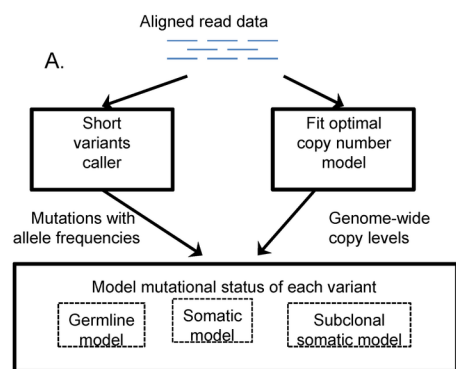 Aligned read data
A.
Short
variants
caller
Fit optimal
copy number
model
Mutations with
allele frequencies
Genome-wide
copy levels
Model mutational status of each variant
Germline
model
Somatic
model
Subclonal
somatic model